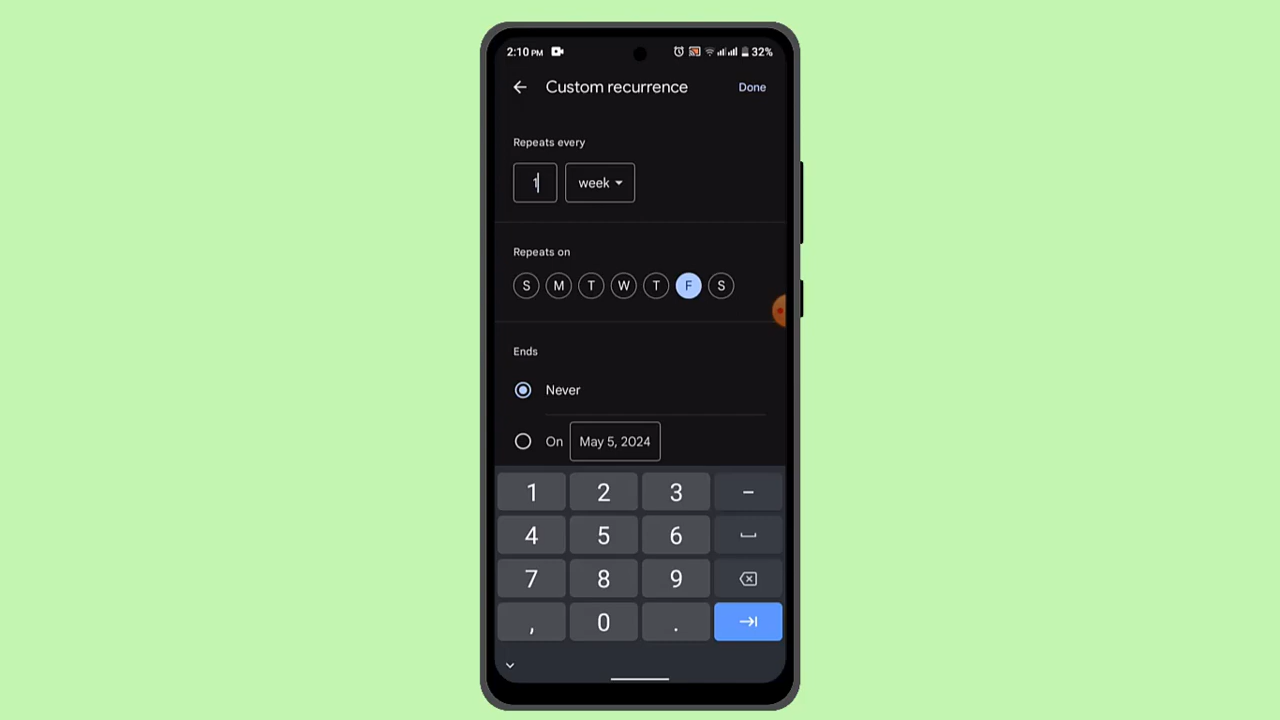 2:10 PM 32%
Custom recurrence Done
Repeats every
1 week
Repeats on
S M T W T F S
Ends
Never
On May 5, 2024
1 2 3 -
4 5 6
7 8 9
, 0 .